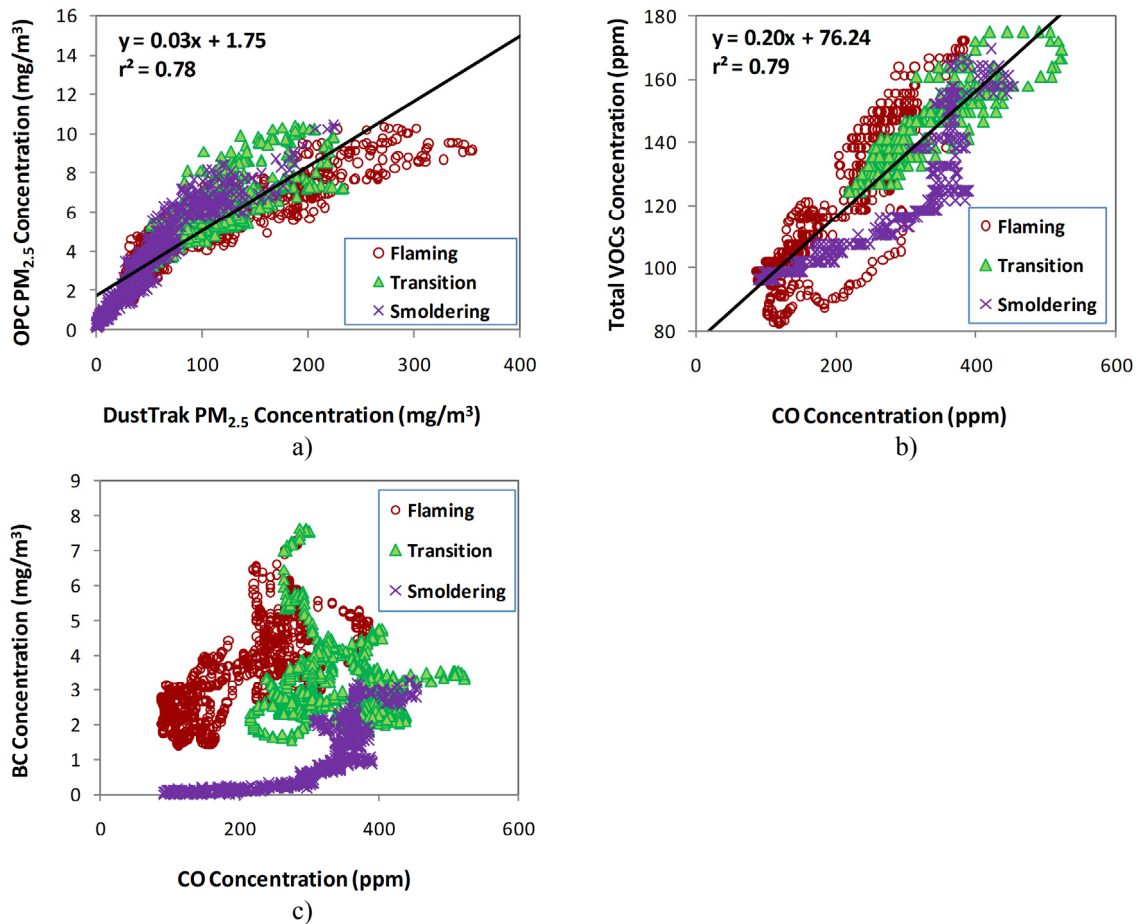 y = 0.03x + 1.75
r² = 0.78
OPC PM2.5 Concentration (mg/m³)
16
14
12
10
8
6
4
2
0
Flaming
Transition
Smoldering
0 100 200 300 400
DustTrak PM2.5 Concentration (mg/m³)
a)
y = 0.20x + 76.24
r² = 0.79
Total VOCs Concentration (ppm)
180
160
140
120
100
80
Flaming
Transition
Smoldering
0 200 400 600
CO Concentration (ppm)
b)
BC Concentration (mg/m³)
9
8
7
6
5
4
3
2
1
0
Flaming
Transition
Smoldering
0 200 400 600
CO Concentration (ppm)
c)